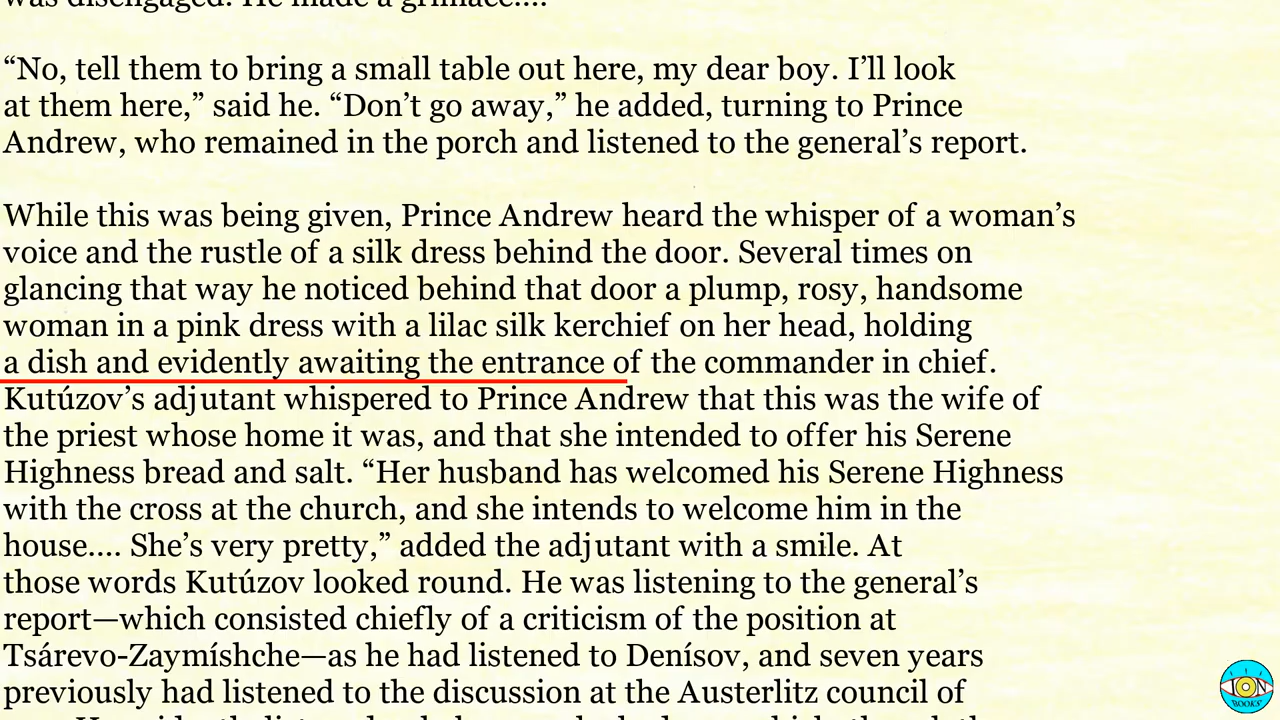 was disengaged. He made a grimace....
“No, tell them to bring a small table out here, my dear boy. I’ll look
at them here,” said he. “Don’t go away,” he added, turning to Prince
Andrew, who remained in the porch and listened to the general’s report.
While this was being given, Prince Andrew heard the whisper of a woman’s
voice and the rustle of a silk dress behind the door. Several times on
glancing that way he noticed behind that door a plump, rosy, handsome
woman in a pink dress with a lilac silk kerchief on her head, holding
a dish and evidently awaiting the entrance of the commander in chief.
Kutúzov’s adjutant whispered to Prince Andrew that this was the wife of
the priest whose home it was, and that she intended to offer his Serene
Highness bread and salt. “Her husband has welcomed his Serene Highness
with the cross at the church, and she intends to welcome him in the
house.... She’s very pretty,” added the adjutant with a smile. At
those words Kutúzov looked round. He was listening to the general’s
report—which consisted chiefly of a criticism of the position at
Tsárevo-Zaymíshche—as he had listened to Denísov, and seven years
previously had listened to the discussion at the Austerlitz council of
ION
BOOKS